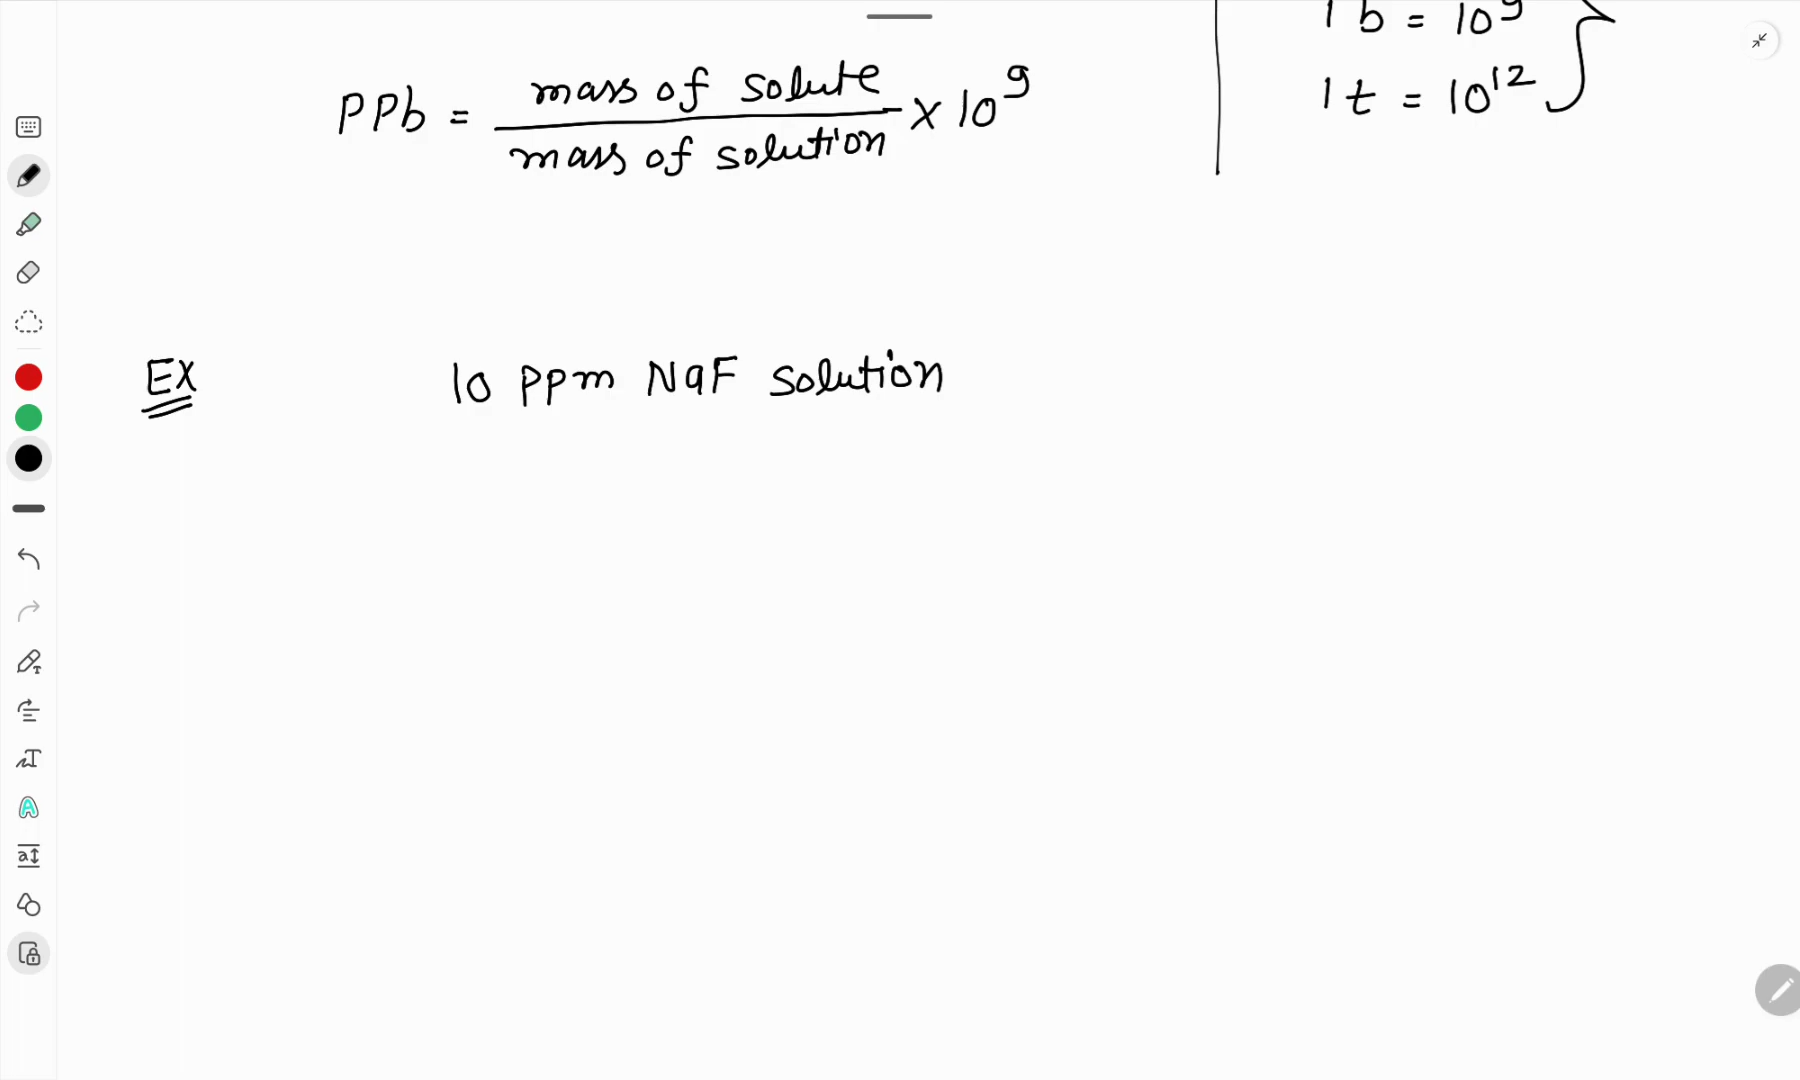 1 b = 10⁹
1 t = 10¹²
PPb = mass of solute / mass of solution × 10⁹
EX 10 PPm NaF solution